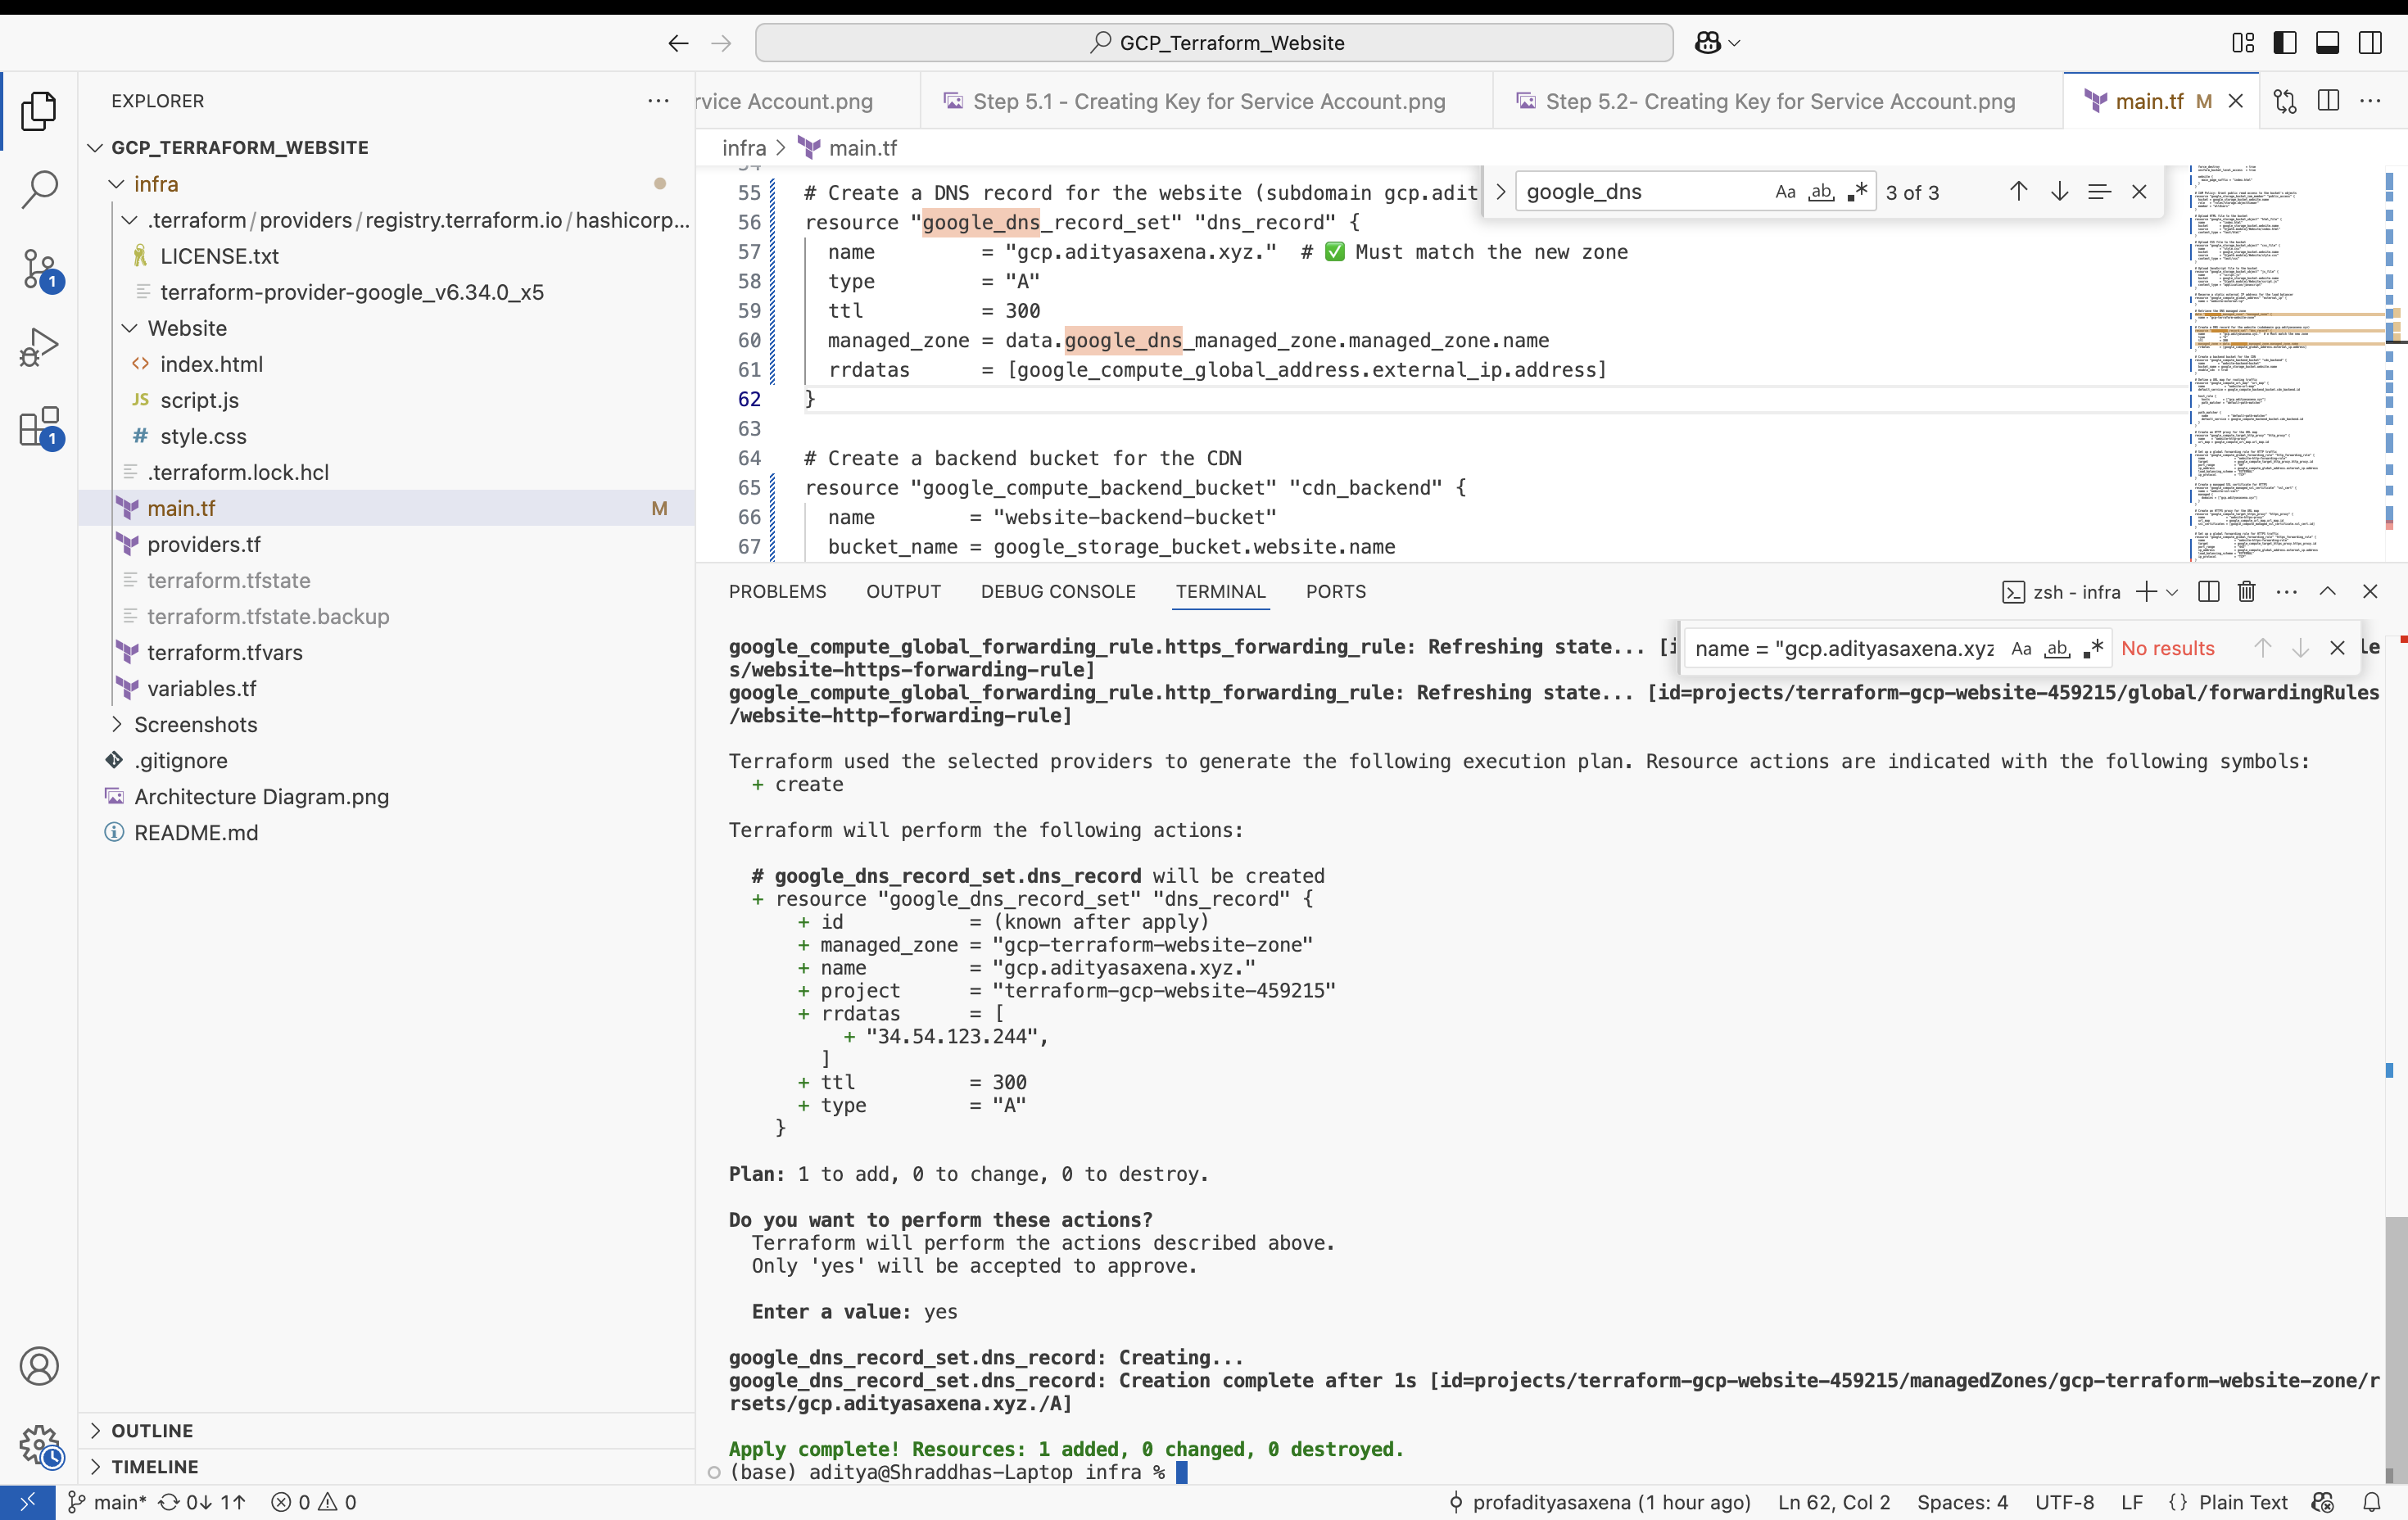 GCP_Terraform_Website
EXPLORER
rvice Account.png
Step 5.1 - Creating Key for Service Account.png
Step 5.2- Creating Key for Service Account.png
main.tf M
GCP_TERRAFORM_WEBSITE
infra
.terraform/providers/registry.terraform.io/hashicorp...
LICENSE.txt
terraform-provider-google_v6.34.0_x5
Website
index.html
JS script.js
# style.css
.terraform.lock.hcl
main.tf M
providers.tf
terraform.tfstate
terraform.tfstate.backup
terraform.tfvars
variables.tf
Screenshots
.gitignore
Architecture Diagram.png
README.md
OUTLINE
TIMELINE
1
1
infra > main.tf
google_dns Aa ab 3 of 3
54
55 # Create a DNS record for the website (subdomain gcp.adit
56 resource "google_dns_record_set" "dns_record" {
57 name = "gcp.adityasaxena.xyz." # ✅ Must match the new zone
58 type = "A"
59 ttl = 300
60 managed_zone = data.google_dns_managed_zone.managed_zone.name
61 rrdatas = [google_compute_global_address.external_ip.address]
62 }
63
64 # Create a backend bucket for the CDN
65 resource "google_compute_backend_bucket" "cdn_backend" {
66 name = "website-backend-bucket"
67 bucket_name = google_storage_bucket.website.name
PROBLEMS OUTPUT DEBUG CONSOLE TERMINAL PORTS
zsh - infra
name = "gcp.adityasaxena.xyz Aa ab No results
google_compute_global_forwarding_rule.https_forwarding_rule: Refreshing state... [i le
s/website-https-forwarding-rule]
google_compute_global_forwarding_rule.http_forwarding_rule: Refreshing state... [id=projects/terraform-gcp-website-459215/global/forwardingRules
/website-http-forwarding-rule]
Terraform used the selected providers to generate the following execution plan. Resource actions are indicated with the following symbols:
+ create
Terraform will perform the following actions:
# google_dns_record_set.dns_record will be created
+ resource "google_dns_record_set" "dns_record" {
+ id = (known after apply)
+ managed_zone = "gcp-terraform-website-zone"
+ name = "gcp.adityasaxena.xyz."
+ project = "terraform-gcp-website-459215"
+ rrdatas = [
+ "34.54.123.244",
]
+ ttl = 300
+ type = "A"
}
Plan: 1 to add, 0 to change, 0 to destroy.
Do you want to perform these actions?
Terraform will perform the actions described above.
Only 'yes' will be accepted to approve.
Enter a value: yes
google_dns_record_set.dns_record: Creating...
google_dns_record_set.dns_record: Creation complete after 1s [id=projects/terraform-gcp-website-459215/managedZones/gcp-terraform-website-zone/r
rsets/gcp.adityasaxena.xyz./A]
Apply complete! Resources: 1 added, 0 changed, 0 destroyed.
(base) aditya@Shraddhas-Laptop infra %
main* 0↓ 1↑ 0 0
profadityasaxena (1 hour ago) Ln 62, Col 2 Spaces: 4 UTF-8 LF {} Plain Text